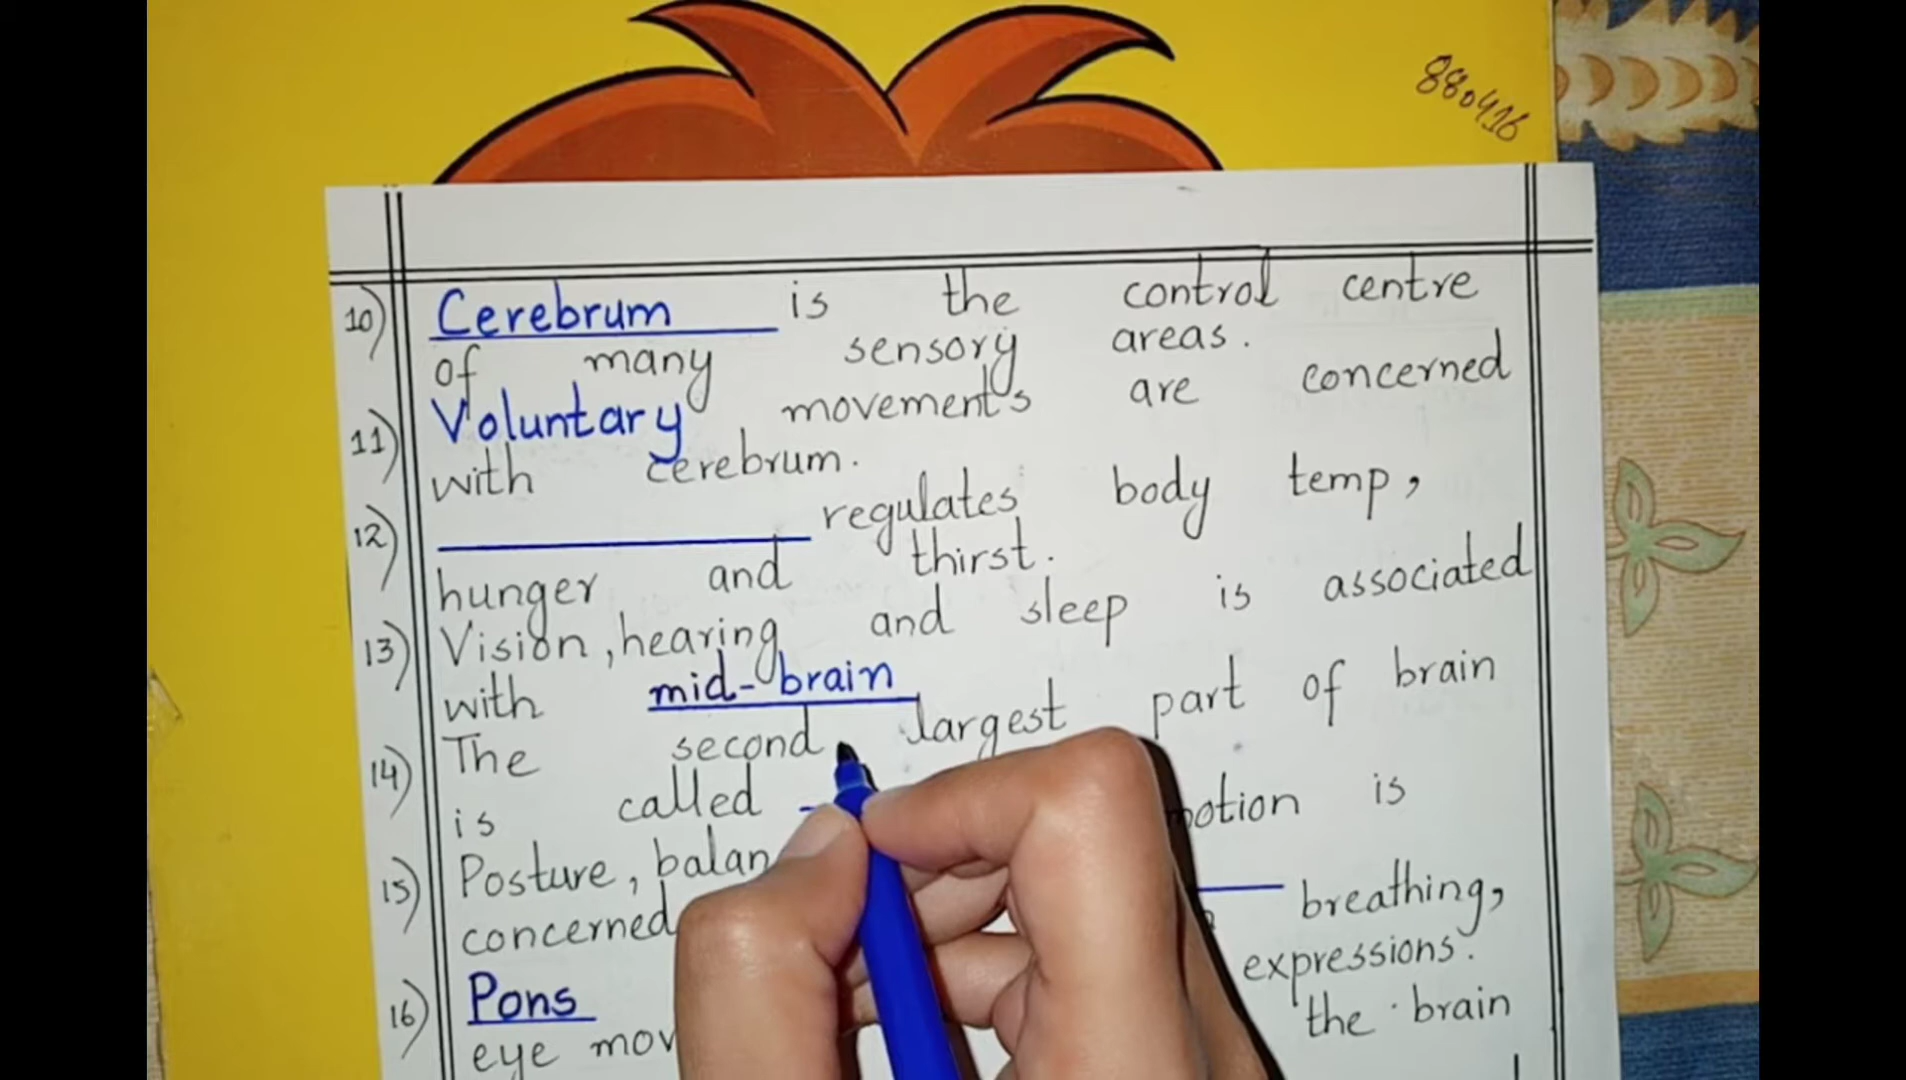 880416
10) Cerebrum is the control centre
of many sensory areas.
11) Voluntary movements are concerned
with cerebrum.
12) regulates body temp,
hunger and thirst.
13) Vision, hearing and sleep is associated
with mid-brain
14) The second largest part of brain
is called
15) Posture, balan motion is
concerned
16) Pons breathing,
eye mov expressions.
the brain